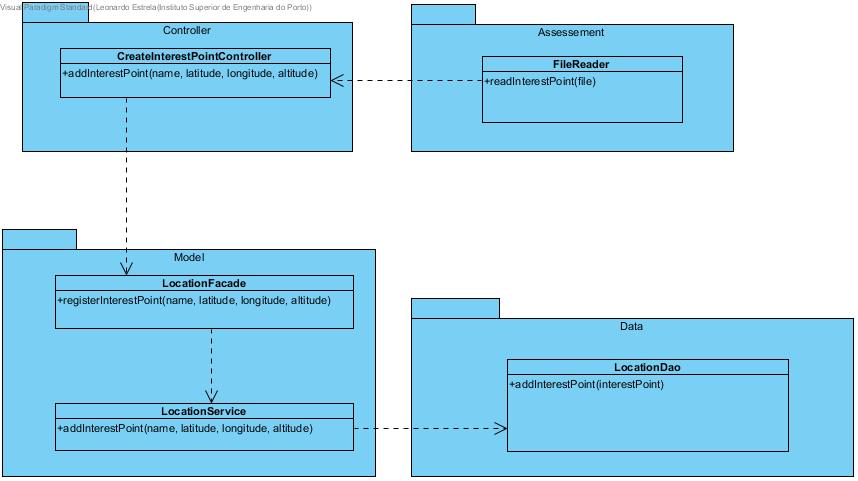 Visual Paradigm Standard(Leonardo Estrela(Instituto Superior de Engenharia do Porto))
Controller
CreateInterestPointController
+addInterestPoint(name, latitude, longitude, altitude)
Assessement
FileReader
+readInterestPoint(file)
Model
LocationFacade
+registerInterestPoint(name, latitude, longitude, altitude)
LocationService
+addInterestPoint(name, latitude, longitude, altitude)
Data
LocationDao
+addInterestPoint(interestPoint)